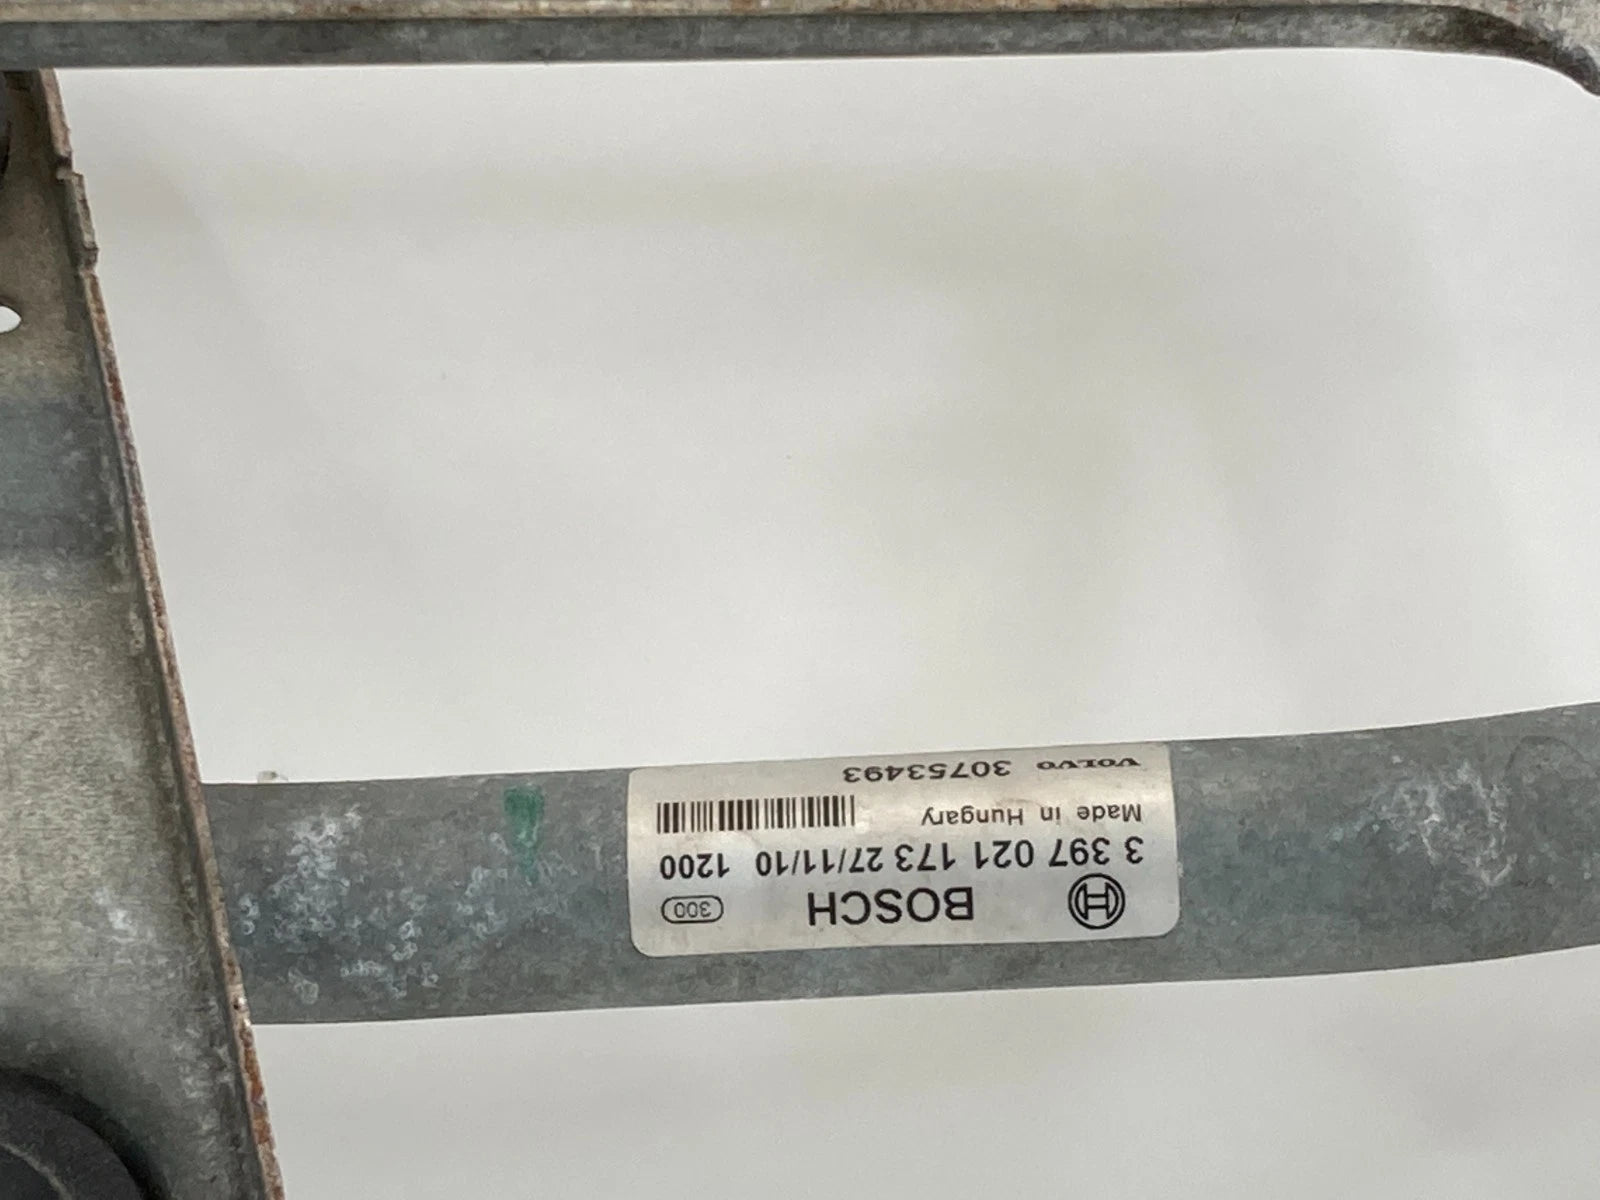 BOSCH 300
3 397 021 173 27/11/10 1200
Made in Hungary
VOLVO 30753493